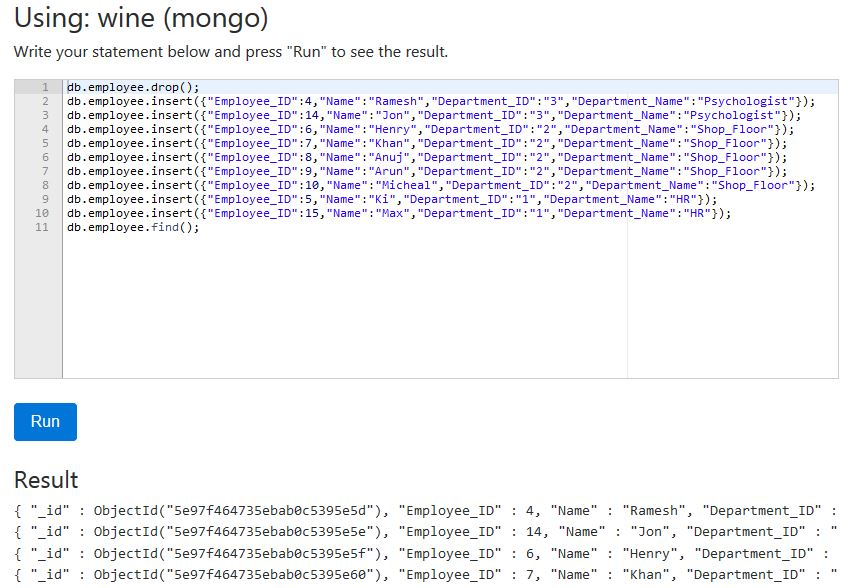 Using: wine (mongo)
Write your statement below and press "Run" to see the result.
1 db.employee.drop();
2 db.employee.insert({"Employee_ID":4,"Name":"Ramesh","Department_ID":"3","Department_Name":"Psychologist"});
3 db.employee.insert({"Employee_ID":14,"Name":"Jon","Department_ID":"3","Department_Name":"Psychologist"});
4 db.employee.insert({"Employee_ID":6,"Name":"Henry","Department_ID":"2","Department_Name":"Shop_Floor"});
5 db.employee.insert({"Employee_ID":7,"Name":"Khan","Department_ID":"2","Department_Name":"Shop_Floor"});
6 db.employee.insert({"Employee_ID":8,"Name":"Anuj","Department_ID":"2","Department_Name":"Shop_Floor"});
7 db.employee.insert({"Employee_ID":9,"Name":"Arun","Department_ID":"2","Department_Name":"Shop_Floor"});
8 db.employee.insert({"Employee_ID":10,"Name":"Micheal","Department_ID":"2","Department_Name":"Shop_Floor"});
9 db.employee.insert({"Employee_ID":5,"Name":"Ki","Department_ID":"1","Department_Name":"HR"});
10 db.employee.insert({"Employee_ID":15,"Name":"Max","Department_ID":"1","Department_Name":"HR"});
11 db.employee.find();
Run
Result
{ "_id" : ObjectId("5e97f464735ebab0c5395e5d"), "Employee_ID" : 4, "Name" : "Ramesh", "Department_ID" :
{ "_id" : ObjectId("5e97f464735ebab0c5395e5e"), "Employee_ID" : 14, "Name" : "Jon", "Department_ID" : "
{ "_id" : ObjectId("5e97f464735ebab0c5395e5f"), "Employee_ID" : 6, "Name" : "Henry", "Department_ID" :
{ "_id" : ObjectId("5e97f464735ebab0c5395e60"), "Employee_ID" : 7, "Name" : "Khan", "Department_ID" : "